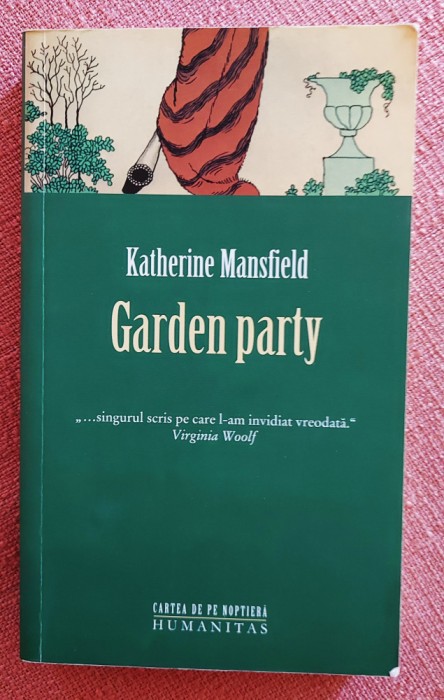 Katherine Mansfield
Garden party
„…singurul scris pe care l-am invidiat vreodată.“
Virginia Woolf
CARTEA DE PE NOPTIERĂ
HUMANITAS